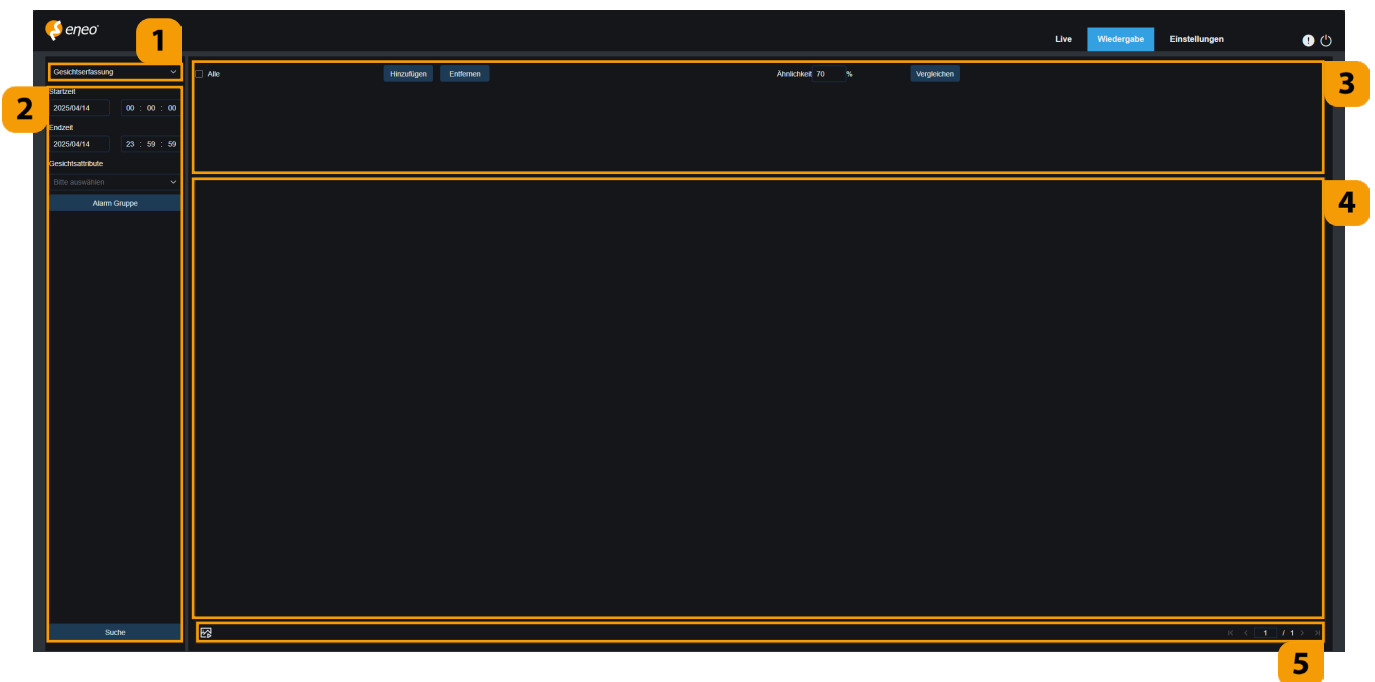 eneo
1
Live Wiedergabe Einstellungen
Gesichtserfassung
Alle Hinzufügen Entfernen Ähnlichkeit 70 % Vergleichen
3
2
Startzeit
2025/04/14 00 : 00 : 00
Endzeit
2025/04/14 23 : 59 : 59
Gesichtsattribute
Bitte auswählen
4
Alarm Gruppe
Suche
1 / 1
5